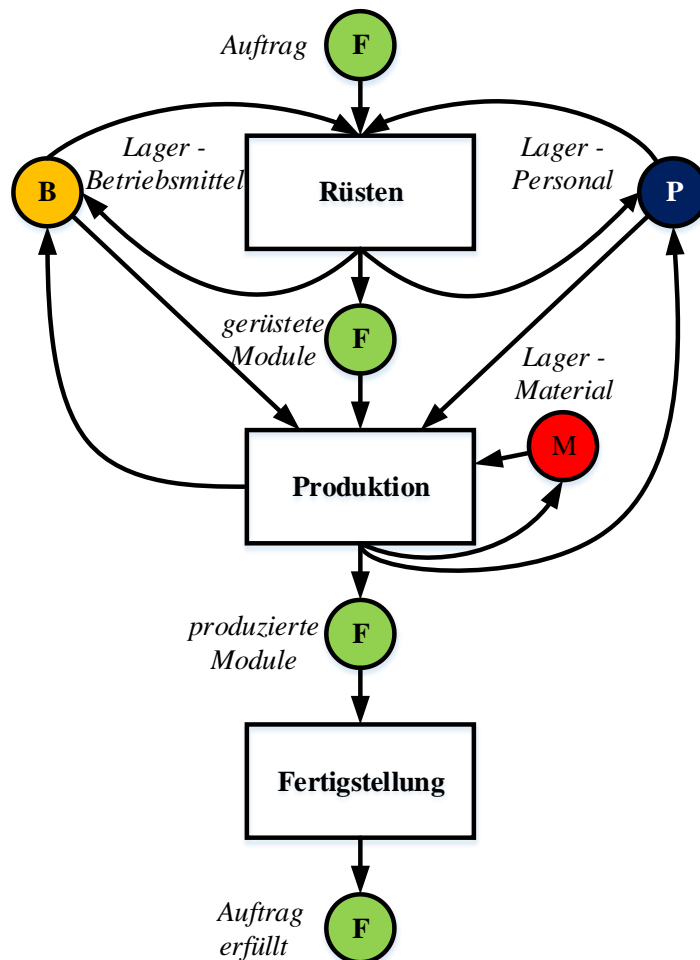 Auftrag
F
Lager -
Betriebsmittel
Lager -
Personal
B
Rüsten
P
gerüstete
Module
F
Lager -
Material
M
Produktion
produzierte
Module
F
Fertigstellung
Auftrag
erfüllt
F